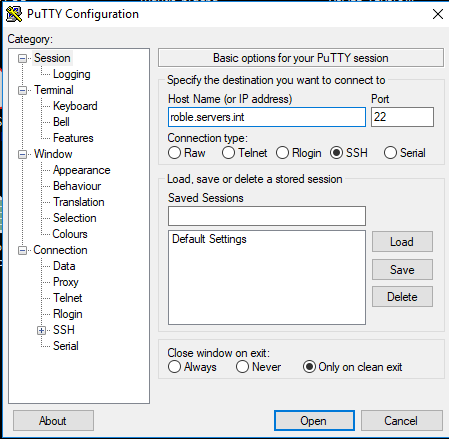 PuTTY Configuration
Category:
Session
Logging
Terminal
Keyboard
Bell
Features
Window
Appearance
Behaviour
Translation
Selection
Colours
Connection
Data
Proxy
Telnet
Rlogin
SSH
Serial
Basic options for your PuTTY session
Specify the destination you want to connect to
Host Name (or IP address) Port
roble.servers.int 22
Connection type:
Raw Telnet Rlogin SSH Serial
Load, save or delete a stored session
Saved Sessions
Default Settings
Load
Save
Delete
Close window on exit:
Always Never Only on clean exit
About Open Cancel